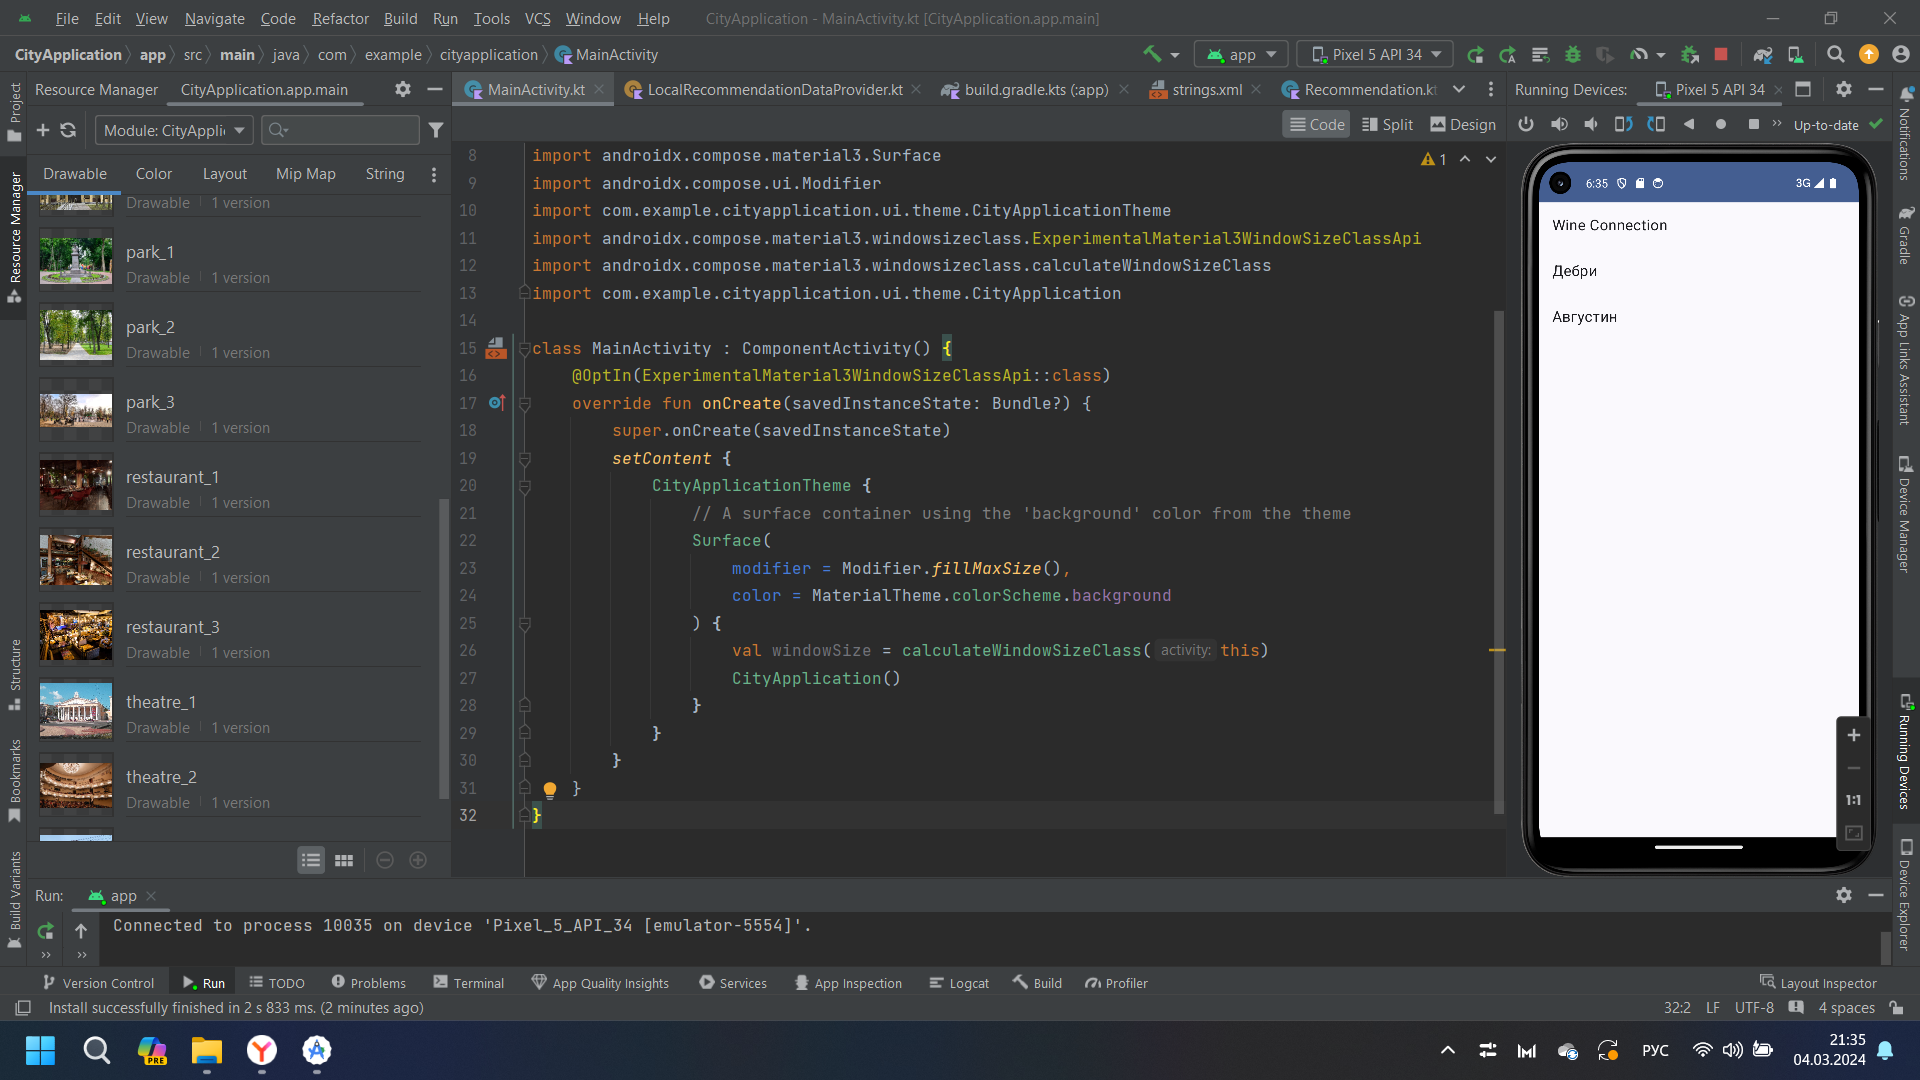 File Edit View Navigate Code Refactor Build Run Tools VCS Window Help CityApplication - MainActivity.kt [CityApplication.app.main]
CityApplication app src main java com example cityapplication MainActivity app Pixel 5 API 34
Resource Manager CityApplication.app.main MainActivity.kt LocalRecommendationDataProvider.kt build.gradle.kts (:app) strings.xml Recommendation.kt Running Devices: Pixel 5 API 34
Module: CityAppli Code Split Design Up-to-date
Drawable Color Layout Mip Map String
Drawable 1 version
park_1
Drawable 1 version
park_2
Drawable 1 version
park_3
Drawable 1 version
restaurant_1
Drawable 1 version
restaurant_2
Drawable 1 version
restaurant_3
Drawable 1 version
theatre_1
Drawable 1 version
theatre_2
Drawable 1 version
1
8 import androidx.compose.material3.Surface
9 import androidx.compose.ui.Modifier
10 import com.example.cityapplication.ui.theme.CityApplicationTheme
11 import androidx.compose.material3.windowsizeclass.ExperimentalMaterial3WindowSizeClassApi
12 import androidx.compose.material3.windowsizeclass.calculateWindowSizeClass
13 import com.example.cityapplication.ui.theme.CityApplication
14
15 class MainActivity : ComponentActivity() {
16 @OptIn(ExperimentalMaterial3WindowSizeClassApi::class)
17 override fun onCreate(savedInstanceState: Bundle?) {
18 super.onCreate(savedInstanceState)
19 setContent {
20 CityApplicationTheme {
21 // A surface container using the 'background' color from the theme
22 Surface(
23 modifier = Modifier.fillMaxSize(),
24 color = MaterialTheme.colorScheme.background
25 ) {
26 val windowSize = calculateWindowSizeClass( activity: this)
27 CityApplication()
28 }
29 }
30 }
31 }
32 }
6:35 3G
Wine Connection
Дебри
Августин
1:1
Project
Resource Manager
Structure
Bookmarks
Build Variants
Notifications
Gradle
App Links Assistant
Device Manager
Running Devices
Device Explorer
Run: app
Connected to process 10035 on device 'Pixel_5_API_34 [emulator-5554]'.
Version Control Run TODO Problems Terminal App Quality Insights Services App Inspection Logcat Build Profiler Layout Inspector
Install successfully finished in 2 s 833 ms. (2 minutes ago) 32:2 LF UTF-8 4 spaces
PRE РУС 21:35
04.03.2024